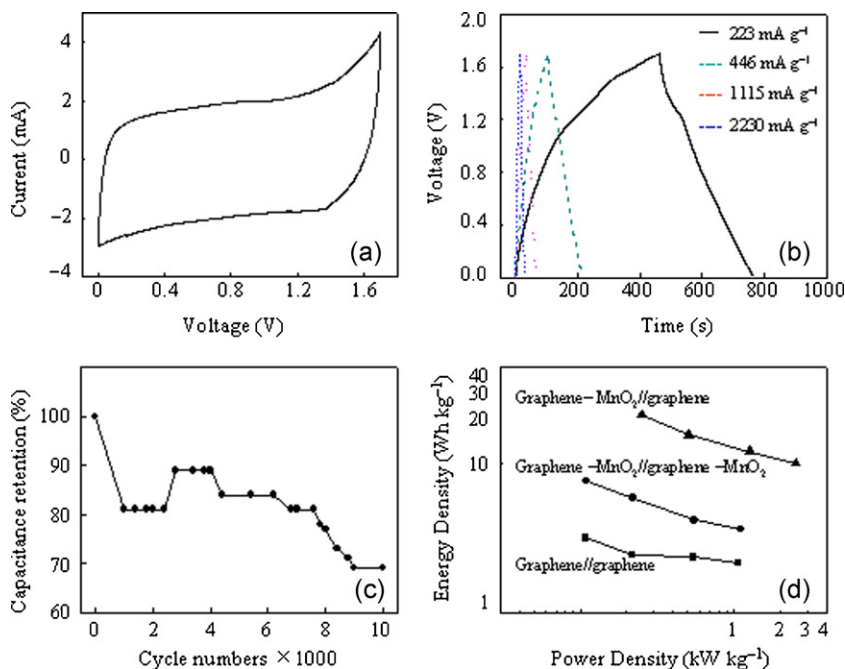 4
2
0
−2
−4
Current (mA)
0 0.4 0.8 1.2 1.6
Voltage (V)
(a)
2.0
1.6
1.2
0.8
0.4
0.0
Voltage (V)
223 mA g⁻¹
446 mA g⁻¹
1115 mA g⁻¹
2230 mA g⁻¹
0 200 400 600 800 1000
Time (s)
(b)
100
90
80
70
60
Capacitance retention (%)
0 2 4 6 8 10
Cycle numbers ×1000
(c)
40
30
20
10
1
Energy Density (Wh kg⁻¹)
Graphene−MnO₂//graphene
Graphene −MnO₂//graphene −MnO₂
Graphene//graphene
1 2 3 4
Power Density (kW kg⁻¹)
(d)